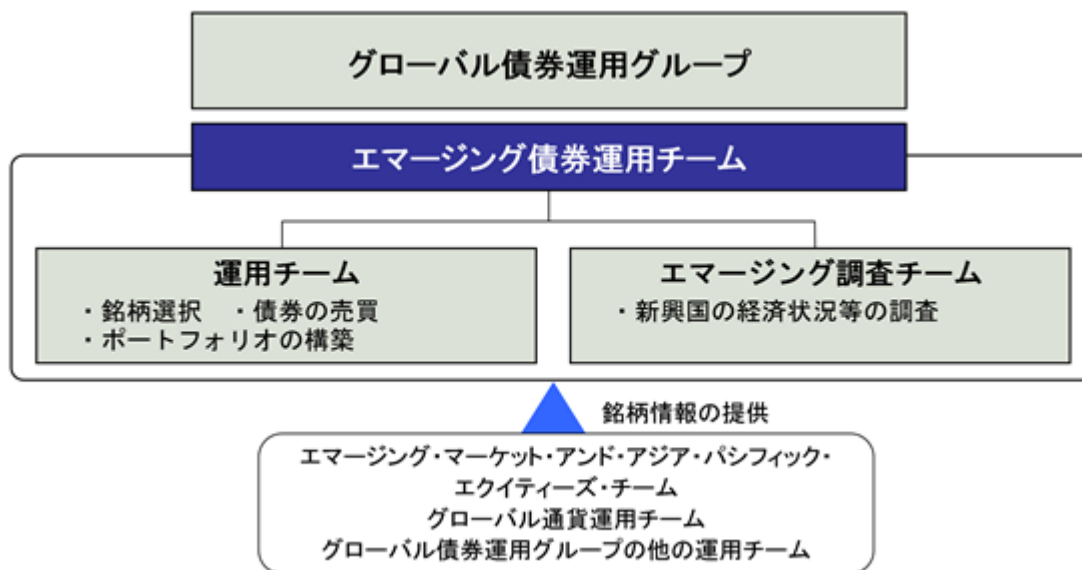 グローバル債券運用グループ
エマージング債券運用チーム
運用チーム
・銘柄選択　・債券の売買
・ポートフォリオの構築
エマージング調査チーム
・新興国の経済状況等の調査
銘柄情報の提供
エマージング・マーケット・アンド・アジア・パシフィック・
エクイティーズ・チーム
グローバル通貨運用チーム
グローバル債券運用グループの他の運用チーム